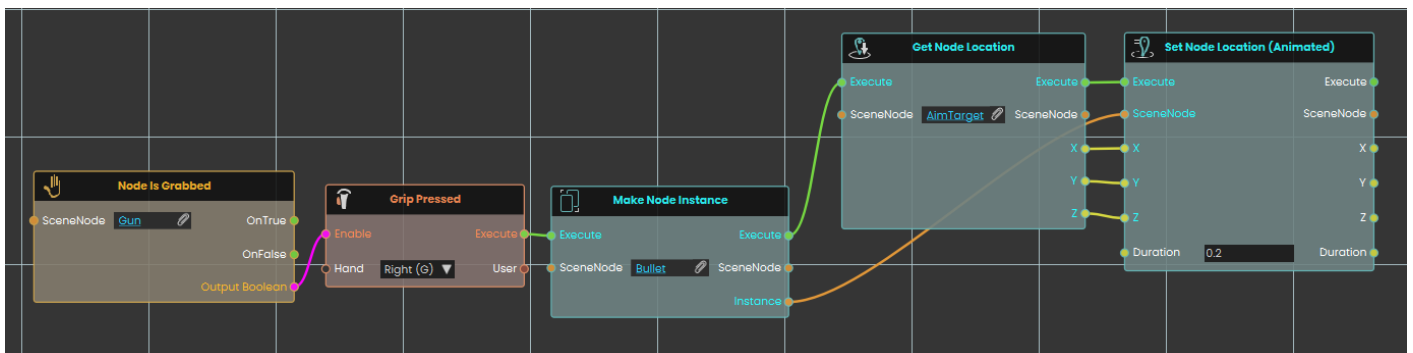 Node Is Grabbed
SceneNode Gun OnTrue
OnFalse
Output Boolean
Grip Pressed
Enable Execute
Hand Right (G) User
Make Node Instance
Execute Execute
SceneNode Bullet SceneNode
Instance
Get Node Location
Execute Execute
SceneNode AimTarget SceneNode
X
Y
Z
Set Node Location (Animated)
Execute Execute
SceneNode SceneNode
X X
Y Y
Z Z
Duration 0.2 Duration